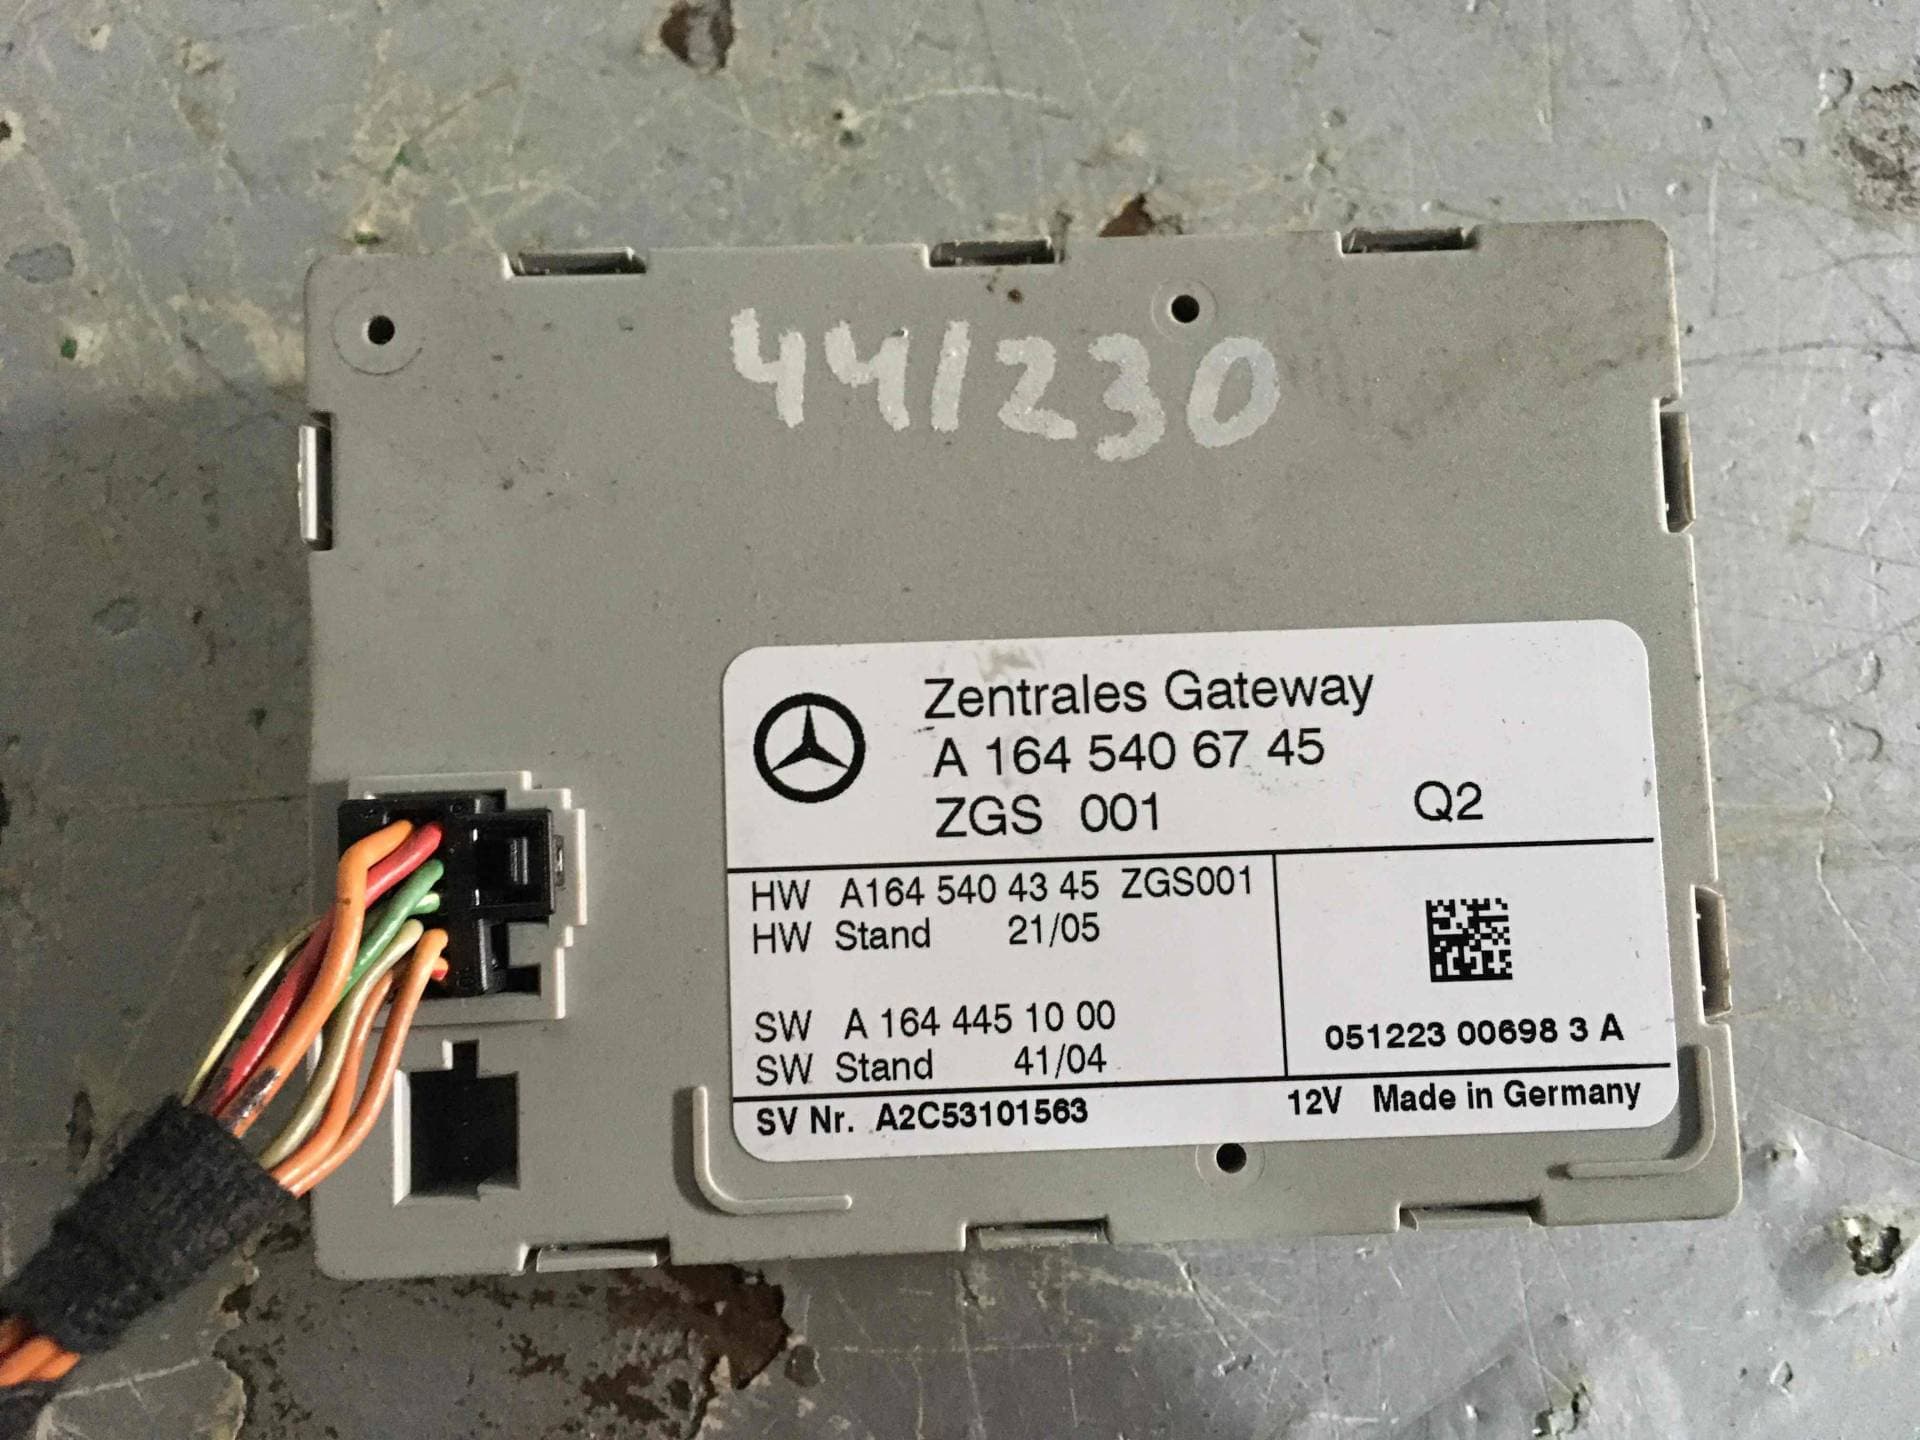 441230
Zentrales Gateway
A 164 540 67 45
ZGS 001 Q2
HW A164 540 43 45 ZGS001
HW Stand 21/05
SW A 164 445 10 00
SW Stand 41/04
051223 00698 3 A
SV Nr. A2C53101563 12V Made in Germany